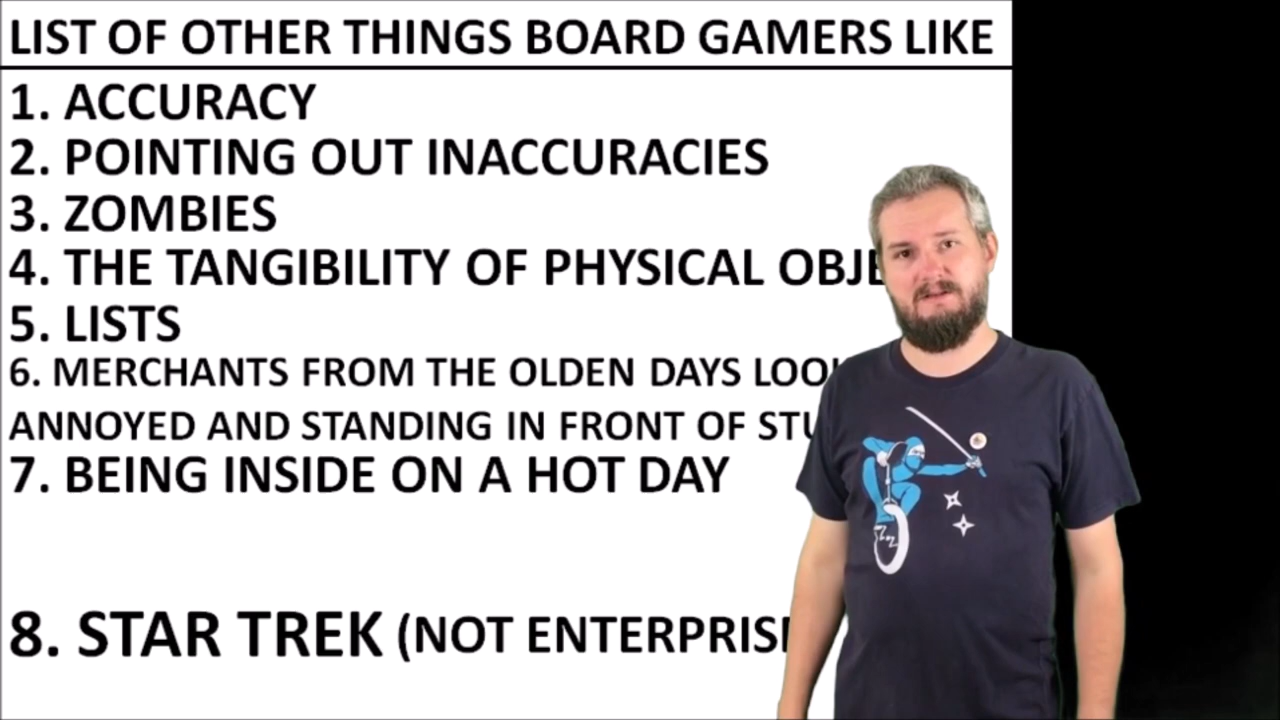 LIST OF OTHER THINGS BOARD GAMERS LIKE
1. ACCURACY
2. POINTING OUT INACCURACIES
3. ZOMBIES
4. THE TANGIBILITY OF PHYSICAL
5. LISTS
6. MERCHANTS FROM THE OLDEN DAYS
ANNOYED AND STANDING IN FRONT OF
7. BEING INSIDE ON A HOT DAY
8. STAR TREK (NOT